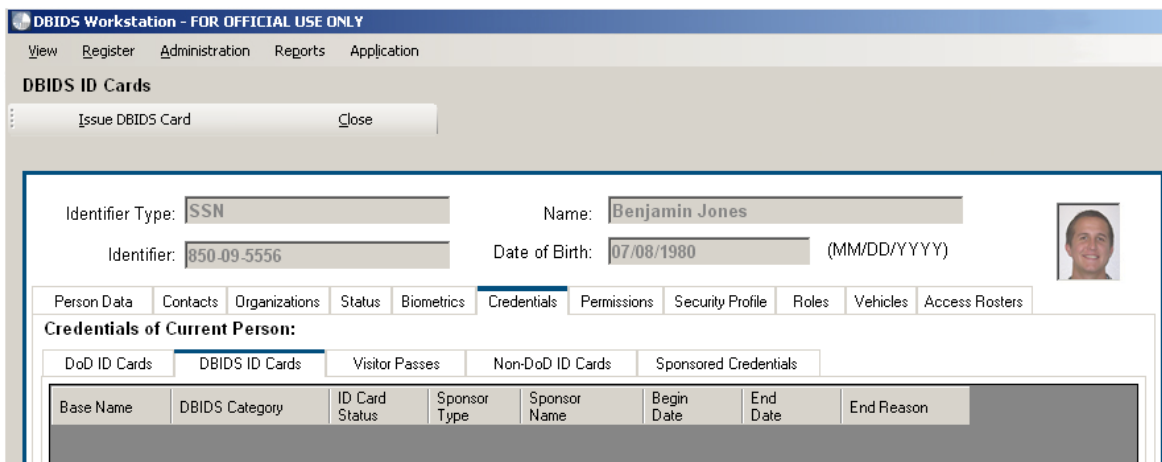 DBIDS Workstation - FOR OFFICIAL USE ONLY
View Register Administration Reports Application
DBIDS ID Cards
Issue DBIDS Card Close
Identifier Type: SSN Name: Benjamin Jones
Identifier: 850-09-5556 Date of Birth: 07/08/1980 (MM/DD/YYYY)
Person Data Contacts Organizations Status Biometrics Credentials Permissions Security Profile Roles Vehicles Access Rosters
Credentials of Current Person:
DoD ID Cards DBIDS ID Cards Visitor Passes Non-DoD ID Cards Sponsored Credentials
Base Name DBIDS Category ID Card Status Sponsor Type Sponsor Name Begin Date End Date End Reason